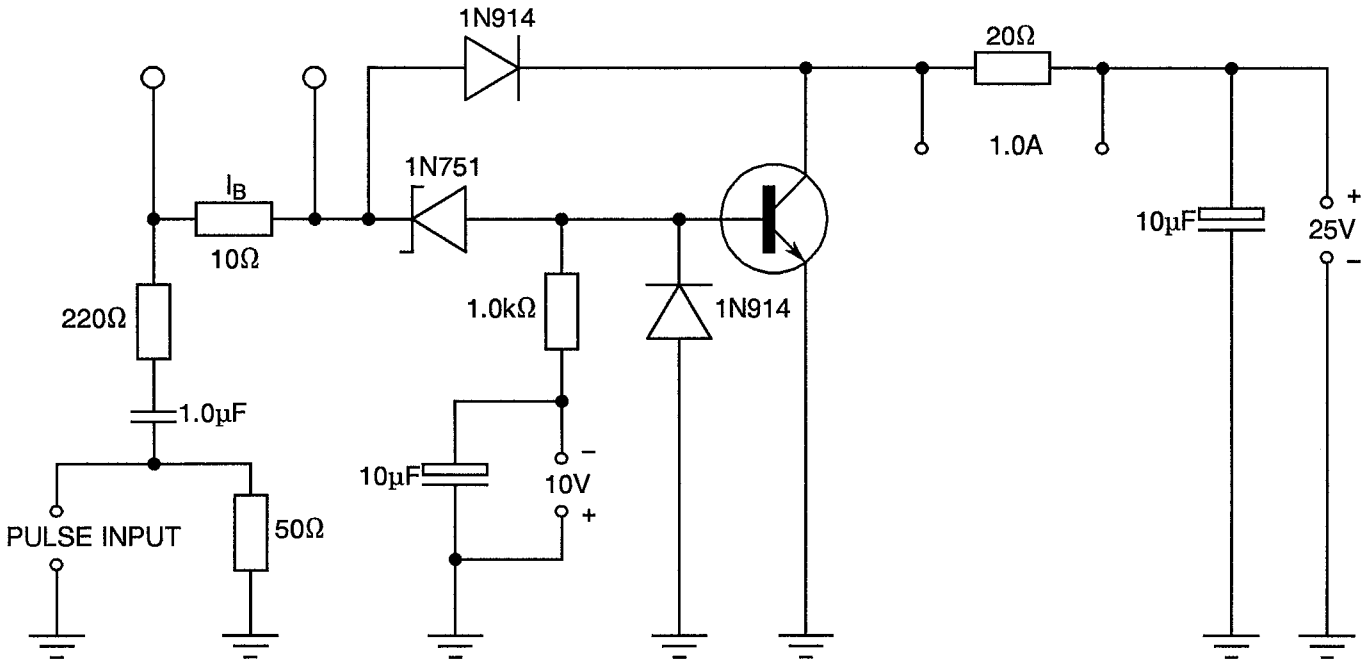 1N914
20Ω
1N751
1.0A
I_B
10µF
+
25V
−
10Ω
220Ω
1.0kΩ
1N914
1.0µF
10µF
−
10V
+
PULSE INPUT
50Ω